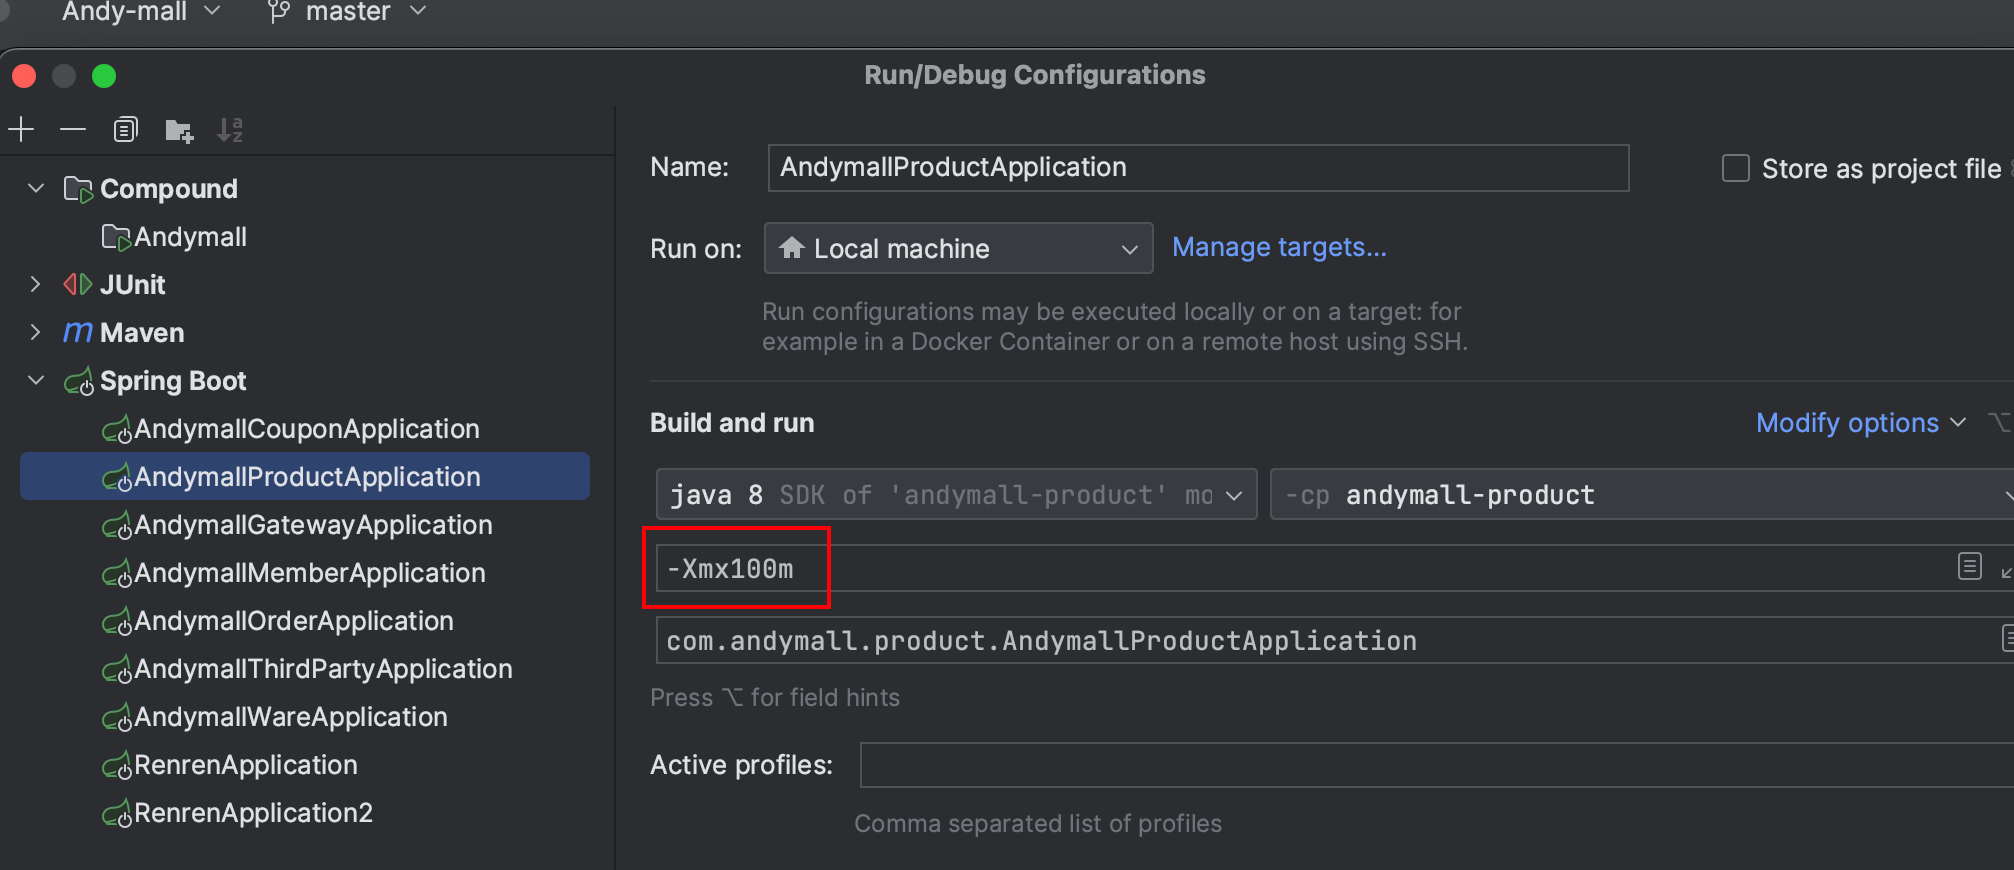 Andy-mall master
Run/Debug Configurations
Compound
Andymall
JUnit
Maven
Spring Boot
AndymallCouponApplication
AndymallProductApplication
AndymallGatewayApplication
AndymallMemberApplication
AndymallOrderApplication
AndymallThirdPartyApplication
AndymallWareApplication
RenrenApplication
RenrenApplication2
Name: AndymallProductApplication
Store as project file
Run on: Local machine Manage targets...
Run configurations may be executed locally or on a target: for
example in a Docker Container or on a remote host using SSH.
Build and run Modify options ⌥
java 8 SDK of 'andymall-product' mo -cp andymall-product
-Xmx100m
com.andymall.product.AndymallProductApplication
Press ⌥ for field hints
Active profiles:
Comma separated list of profiles